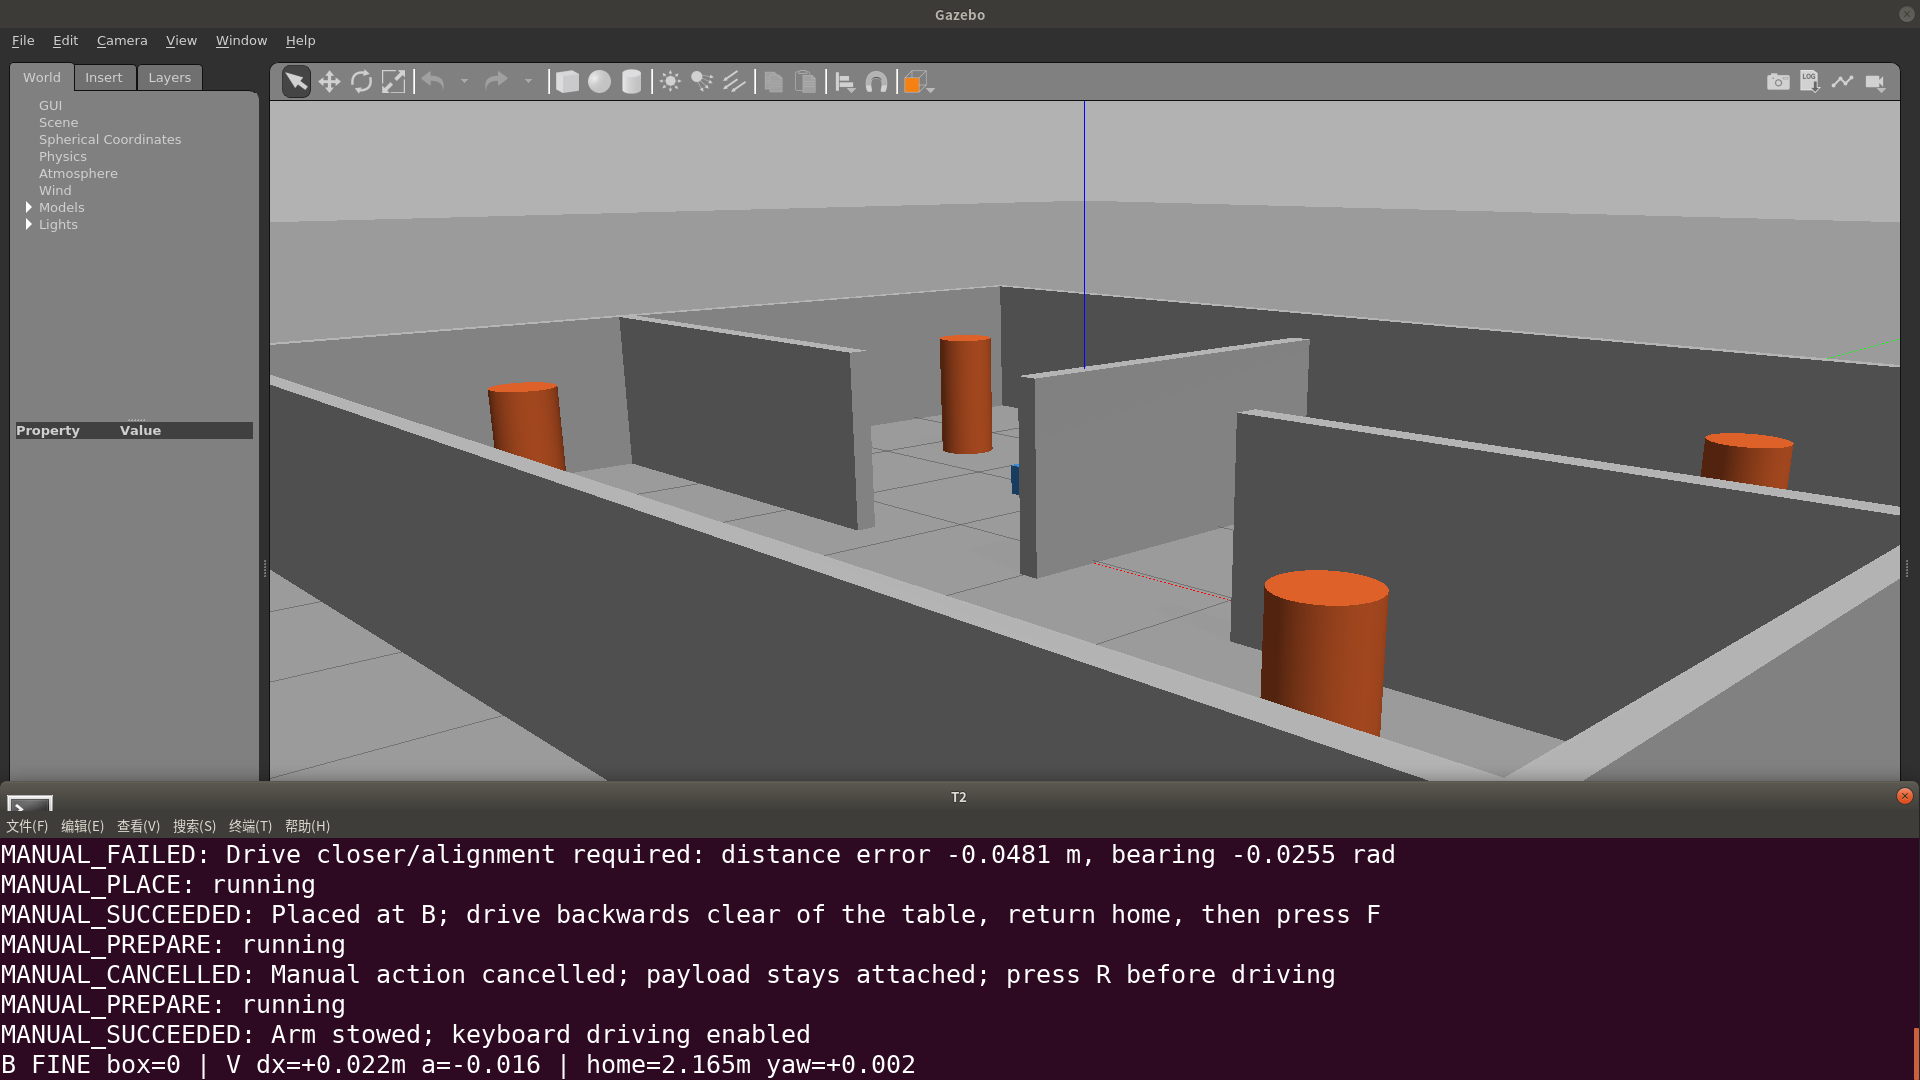 Gazebo
File Edit Camera View Window Help
World Insert Layers
GUI
Scene
Spherical Coordinates
Physics
Atmosphere
Wind
Models
Lights
Property Value
LOG
T2
文件(F) 编辑(E) 查看(V) 搜索(S) 终端(T) 帮助(H)
MANUAL_FAILED: Drive closer/alignment required: distance error -0.0481 m, bearing -0.0255 rad
MANUAL_PLACE: running
MANUAL_SUCCEEDED: Placed at B; drive backwards clear of the table, return home, then press F
MANUAL_PREPARE: running
MANUAL_CANCELLED: Manual action cancelled; payload stays attached; press R before driving
MANUAL_PREPARE: running
MANUAL_SUCCEEDED: Arm stowed; keyboard driving enabled
B FINE box=0 | V dx=+0.022m a=-0.016 | home=2.165m yaw=+0.002